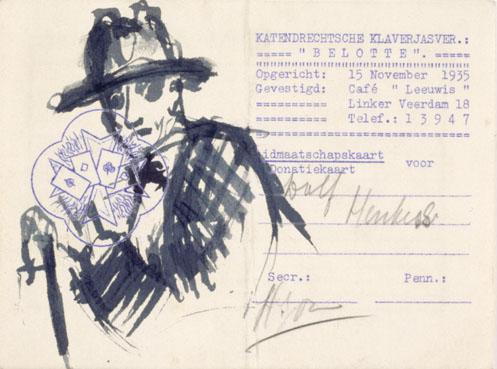 KATENDRECHTSCHE KLAVERJASVER.:
===== "BELOTTE". =====
Opgericht: 15 November 1935
Gevestigd: Café "Leeuwis"
========== Linker Veerdam 18
========== Telef.: 13947
idmaatschapskaart voor
Donatiekaart
Dolf Henkes
Secr.: Penn.: